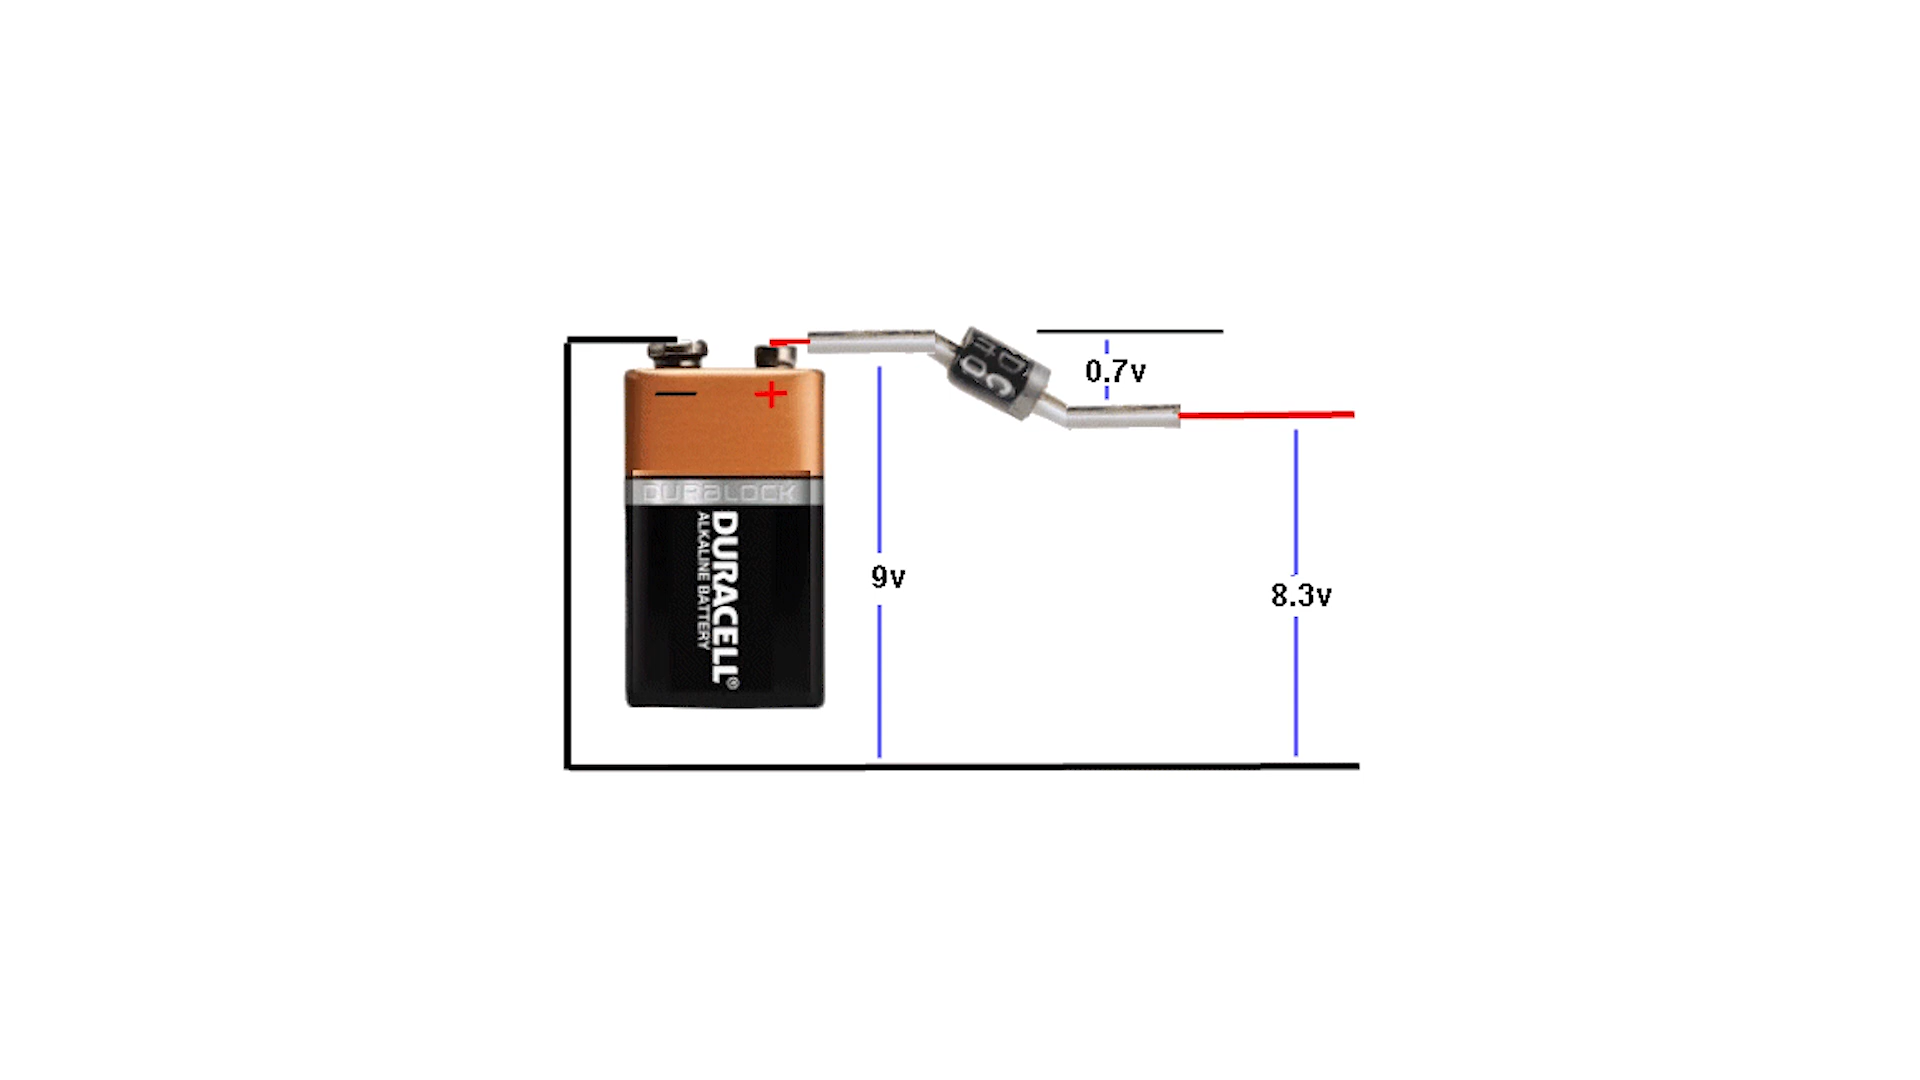 −
+
0.7v
DURALOCK
DURACELL®
ALKALINE BATTERY
9v
8.3v